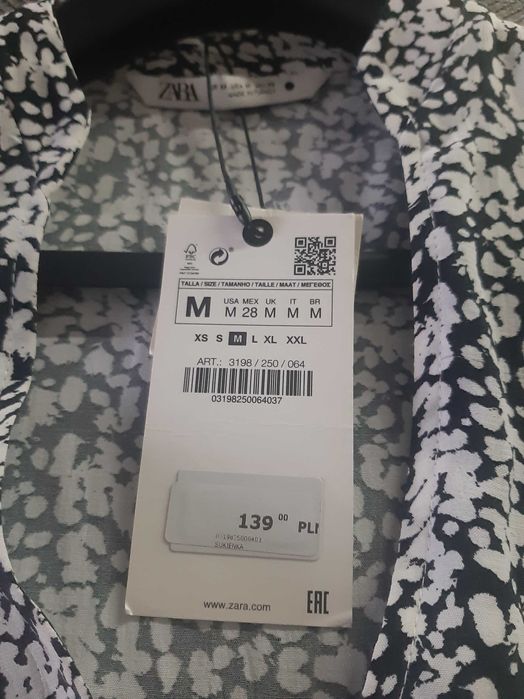 ZARA
TALLA / SIZE / TAMANHO / TAILLE / MAAT / ΜΕΓΕΘΟΣ
M USA MEX UK IT BR
M 28 M M M
XS S M L XL XXL
ART.: 3198 / 250 / 064
03198250064037
139 00 PL
SUKIENKA
www.zara.com
EAC